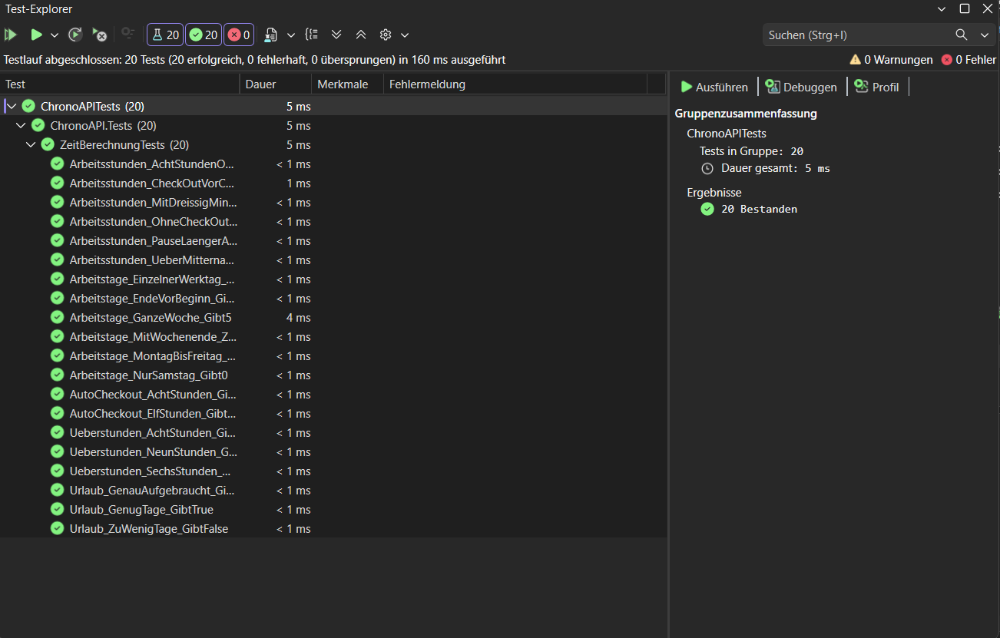 Test-Explorer
20 20 0
Suchen (Strg+I)
Testlauf abgeschlossen: 20 Tests (20 erfolgreich, 0 fehlerhaft, 0 übersprungen) in 160 ms ausgeführt
0 Warnungen 0 Fehler
Test Dauer Merkmale Fehlermeldung
ChronoAPITests (20) 5 ms
ChronoAPI.Tests (20) 5 ms
ZeitBerechnungTests (20) 5 ms
Arbeitsstunden_AchtStundenO... < 1 ms
Arbeitsstunden_CheckOutVorC... 1 ms
Arbeitsstunden_MitDreissigMin... < 1 ms
Arbeitsstunden_OhneCheckOut... < 1 ms
Arbeitsstunden_PauseLaengerA... < 1 ms
Arbeitsstunden_UeberMitterna... < 1 ms
Arbeitstage_EinzelnerWerktag_... < 1 ms
Arbeitstage_EndeVorBeginn_Gi... < 1 ms
Arbeitstage_GanzeWoche_Gibt5 4 ms
Arbeitstage_MitWochenende_Z... < 1 ms
Arbeitstage_MontagBisFreitag_... < 1 ms
Arbeitstage_NurSamstag_Gibt0 < 1 ms
AutoCheckout_AchtStunden_Gi... < 1 ms
AutoCheckout_ElfStunden_Gibt... < 1 ms
Ueberstunden_AchtStunden_Gi... < 1 ms
Ueberstunden_NeunStunden_G... < 1 ms
Ueberstunden_SechsStunden_... < 1 ms
Urlaub_GenauAufgebraucht_Gi... < 1 ms
Urlaub_GenugTage_GibtTrue < 1 ms
Urlaub_ZuWenigTage_GibtFalse < 1 ms
Ausführen Debuggen Profil
Gruppenzusammenfassung
ChronoAPITests
Tests in Gruppe: 20
Dauer gesamt: 5 ms
Ergebnisse
20 Bestanden